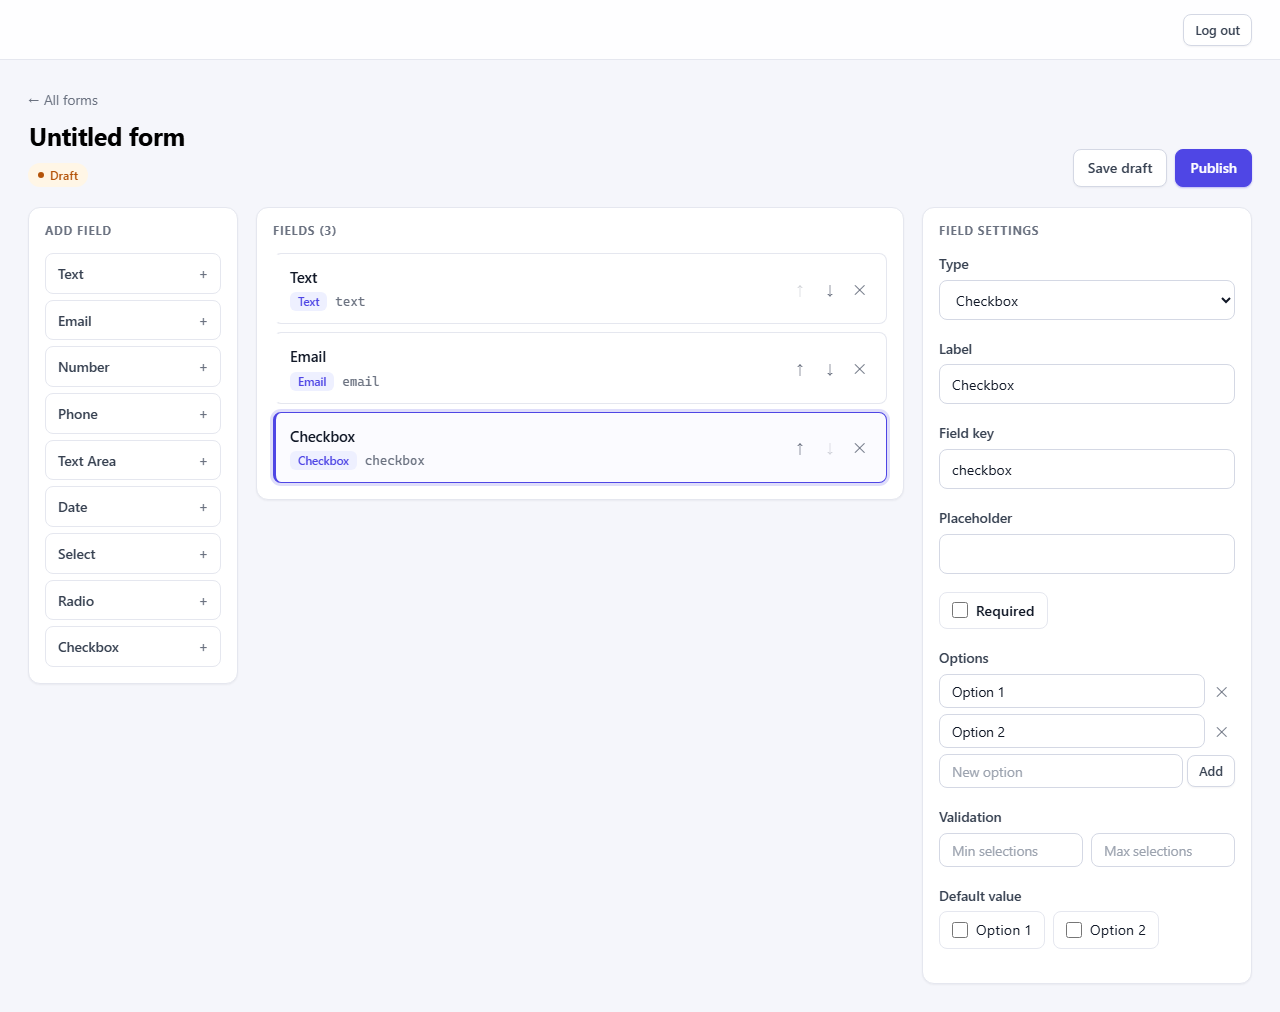 Log out
← All forms
Untitled form
Draft
Save draft
Publish
ADD FIELD
Text +
Email +
Number +
Phone +
Text Area +
Date +
Select +
Radio +
Checkbox +
FIELDS (3)
Text
Text text
↑ ↓ ×
Email
Email email
↑ ↓ ×
Checkbox
Checkbox checkbox
↑ ↓ ×
FIELD SETTINGS
Type
Checkbox
Label
Checkbox
Field key
checkbox
Placeholder
Required
Options
Option 1 ×
Option 2 ×
New option Add
Validation
Min selections Max selections
Default value
Option 1 Option 2